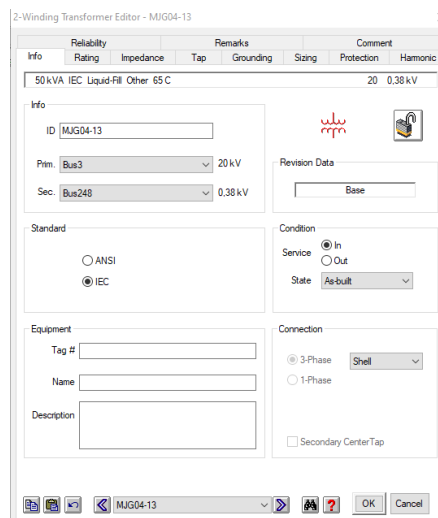 2-Winding Transformer Editor - MJG04-13
Reliability Remarks Comment
Info Rating Impedance Tap Grounding Sizing Protection Harmonic
50 kVA IEC Liquid-Fill Other 65 C 20 0,38 kV
Info
ID MJG04-13
Prim. Bus3 20 kV
Sec. Bus248 0,38 kV
Revision Data
Base
Standard
ANSI
IEC
Condition
Service In
Out
State As-built
Equipment
Tag #
Name
Description
Connection
3-Phase Shell
1-Phase
Secondary CenterTap
MJG04-13 ? OK Cancel